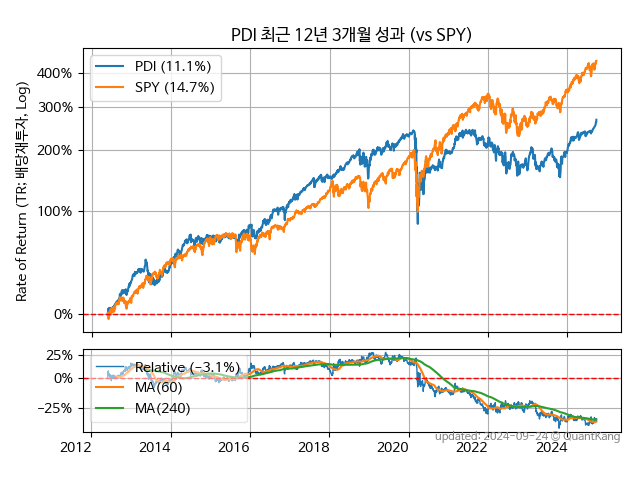 PDI 최근 12년 3개월 성과 (vs SPY)
Rate of Return (TR: 배당재투자, Log)
400%
300%
200%
100%
0%
PDI (11.1%)
SPY (14.7%)
25%
0%
−25%
Relative (−3.1%)
MA(60)
MA(240)
2012
2014
2016
2018
2020
2022
2024
updated: 2024-09-24 © QuantKang